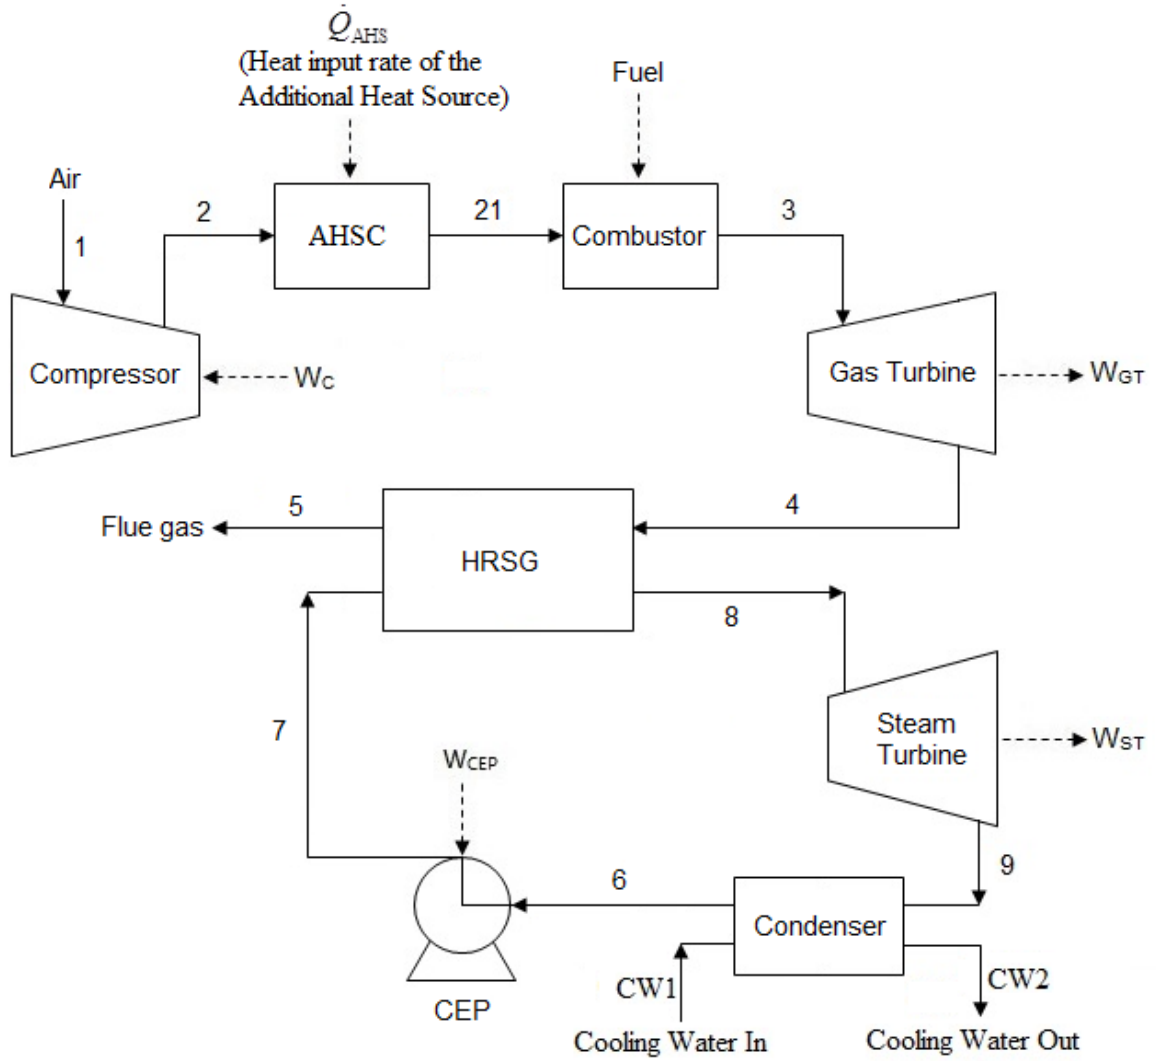 Q̇AHS
(Heat input rate of the
Additional Heat Source)
Fuel
Air
1
2
AHSC
21
Combustor
3
Compressor
WC
Gas Turbine
WGT
Flue gas
5
HRSG
4
8
7
WCEP
Steam
Turbine
WST
6
9
Condenser
CEP
CW1
CW2
Cooling Water In
Cooling Water Out